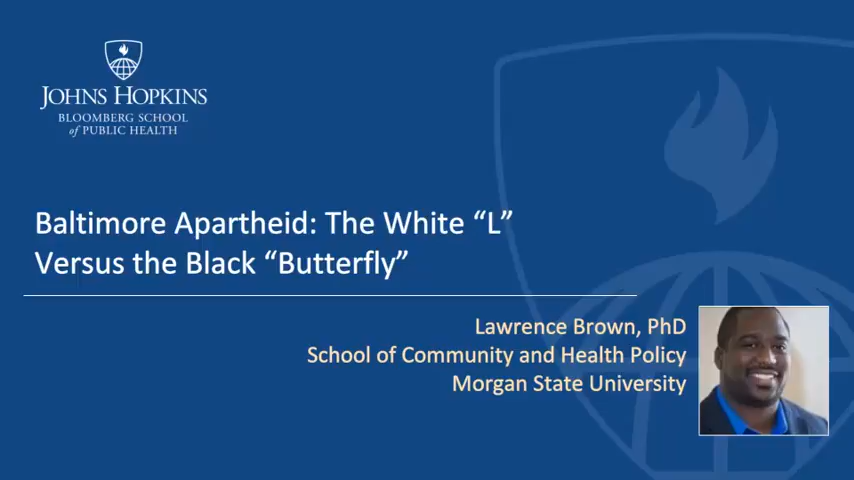 JOHNS HOPKINS
BLOOMBERG SCHOOL
of PUBLIC HEALTH
Baltimore Apartheid: The White “L”
Versus the Black “Butterfly”
Lawrence Brown, PhD
School of Community and Health Policy
Morgan State University